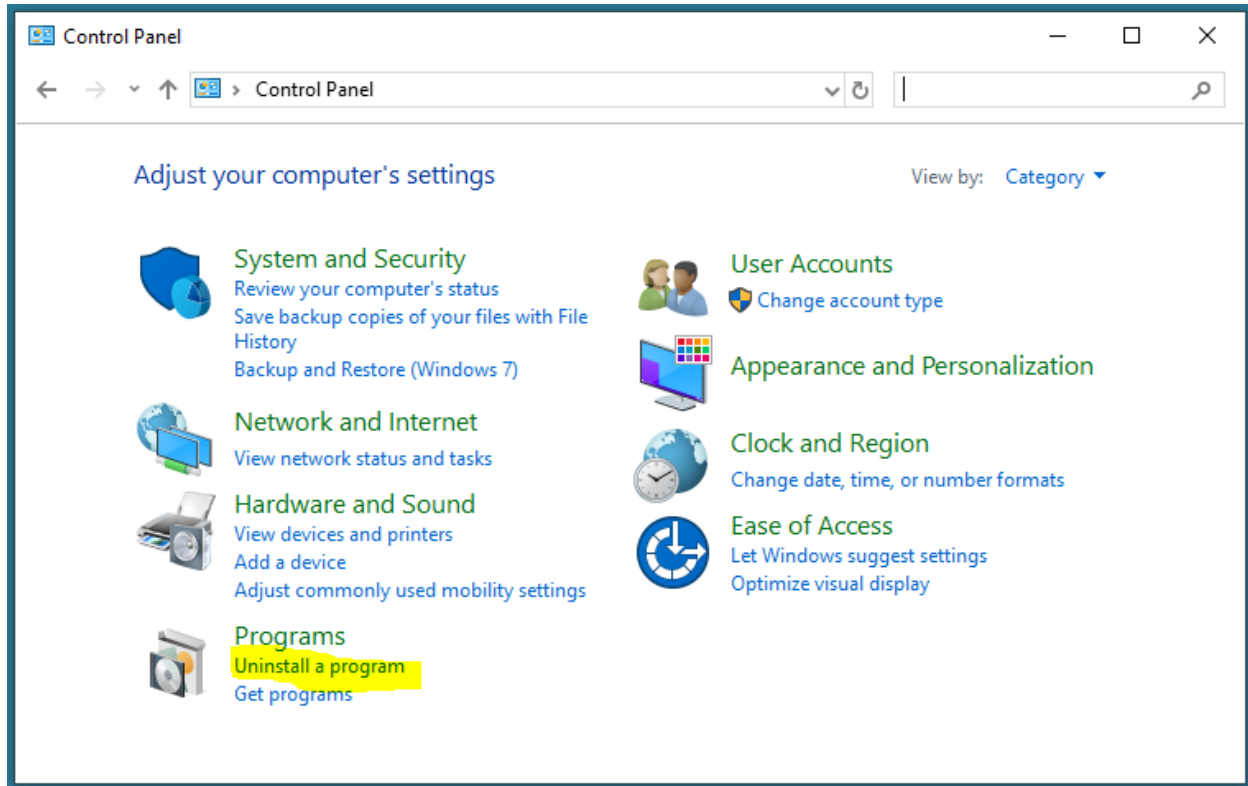 Control Panel
Control Panel
Adjust your computer's settings
View by: Category
System and Security
Review your computer's status
Save backup copies of your files with File
History
Backup and Restore (Windows 7)
Network and Internet
View network status and tasks
Hardware and Sound
View devices and printers
Add a device
Adjust commonly used mobility settings
Programs
Uninstall a program
Get programs
User Accounts
Change account type
Appearance and Personalization
Clock and Region
Change date, time, or number formats
Ease of Access
Let Windows suggest settings
Optimize visual display